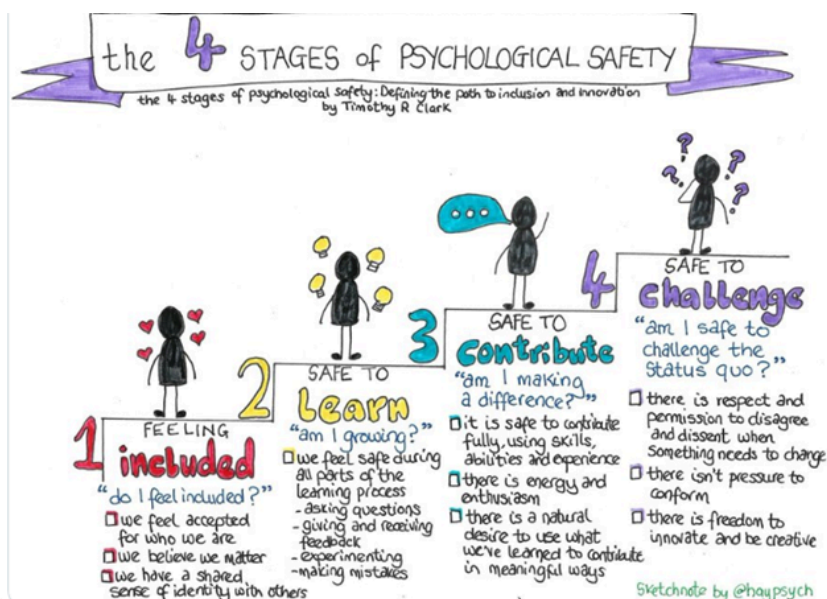 the 4 STAGES of PSYCHOLOGICAL SAFETY
the 4 stages of psychological safety: Defining the path to inclusion and innovation
by Timothy R Clark
1
FEELING
included
"do I feel included?"
we feel accepted
for who we are
we believe we matter
we have a shared
sense of identity with others
2
SAFE TO
Learn
"am I growing?"
we feel safe during
all parts of the
learning process
- asking questions
- giving and receiving
feedback
- experimenting
- making mistakes
3
SAFE TO
contribute
"am I making
a difference?"
it is safe to contribute
fully, using skills,
abilities and experience
there is energy and
enthusiasm
there is a natural
desire to use what
we've learned to contribute
in meaningful ways
4
SAFE TO
challenge
"am I safe to
challenge the
status quo?"
there is respect and
permission to disagree
and dissent when
something needs to change
there isn't pressure to
conform
there is freedom to
innovate and be creative
Sketchnote by @haypsych